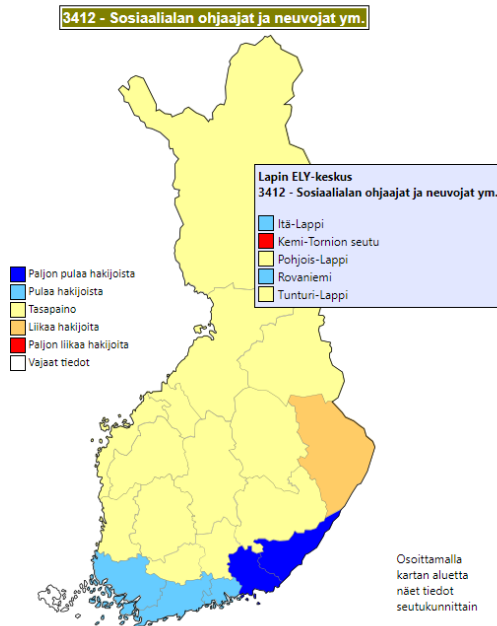 3412 - Sosiaalialan ohjaajat ja neuvojat ym.
Lapin ELY-keskus
3412 - Sosiaalialan ohjaajat ja neuvojat ym.
Itä-Lappi
Kemi-Tornion seutu
Pohjois-Lappi
Rovaniemi
Tunturi-Lappi
Paljon pulaa hakijoista
Pulaa hakijoista
Tasapaino
Liikaa hakijoita
Paljon liikaa hakijoita
Vajaat tiedot
Osoittamalla
kartan aluetta
näet tiedot
seutukunnittain